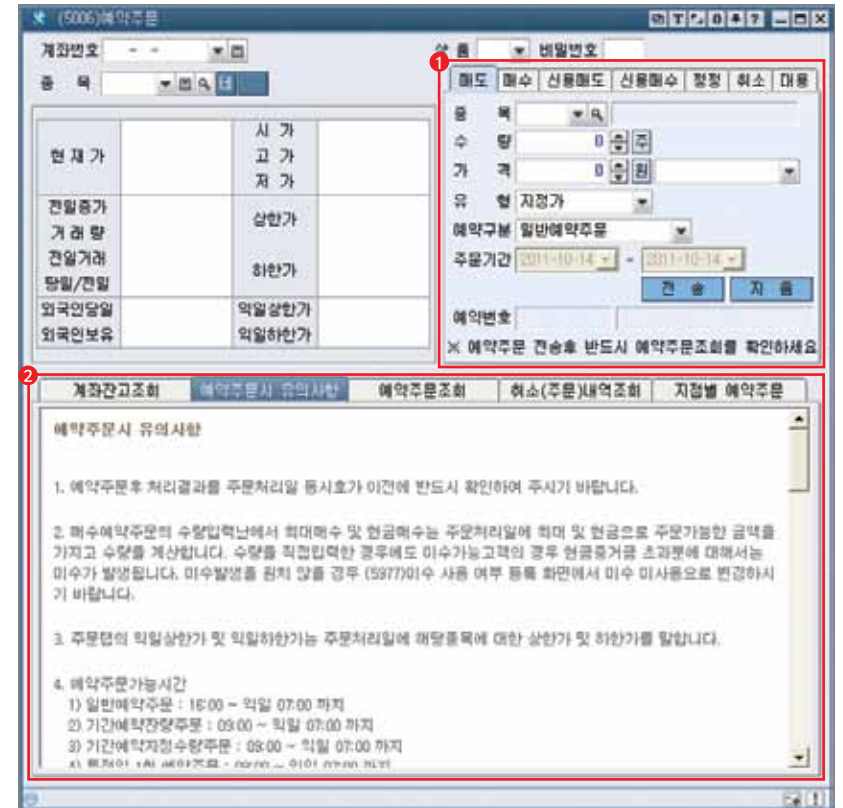 (5006)예약주문
계좌번호 - - 상품 비밀번호
종 목
1
매도 매수 신용매도 신용매수 정정 취소 대용
종 목
수 량 0 주
가 격 0 원
유 형 지정가
예약구분 일반예약주문
주문기간 2011-10-14 - 2011-10-14
전 송 지 움
예약번호
※ 예약주문 전송후 반드시 예약주문조회를 확인하세요
현 재 가 시 가
고 가
저 가
전일종가 상한가
거 래 량
전일거래 하한가
당일/전일
외국인당일 익일상한가
외국인보유 익일하한가
2
계좌잔고조회 예약주문시 유의사항 예약주문조회 취소(주문)내역조회 지점별 예약주문
예약주문시 유의사항
1. 예약주문후 처리결과를 주문처리일 동시호가 이전에 반드시 확인하여 주시기 바랍니다.
2. 매수예약주문의 수량입력난에서 최대매수 및 현금매수는 주문처리일에 최대 및 현금으로 주문가능한 금액을
가지고 수량를 계산합니다. 수량를 직접입력한 경우에도 미수가능고객의 경우 현금증거금 초과분에 대해서는
미수가 발생됩니다. 미수발생를 원치 않을 경우 (5977)미수 사용 여부 등록 화면에서 미수 미사용으로 변경하시
기 바랍니다.
3. 주문탭의 익일상한가 및 익일하한가는 주문처리일에 해당종목에 대한 상한가 및 하한가를 말합니다.
4. 예약주문가능시간
1) 일반예약주문 : 16:00 ~ 익일 07:00 까지
2) 기간예약잔량주문 : 09:00 ~ 익일 07:00 까지
3) 기간예약지정수량주문 : 09:00 ~ 익일 07:00 까지